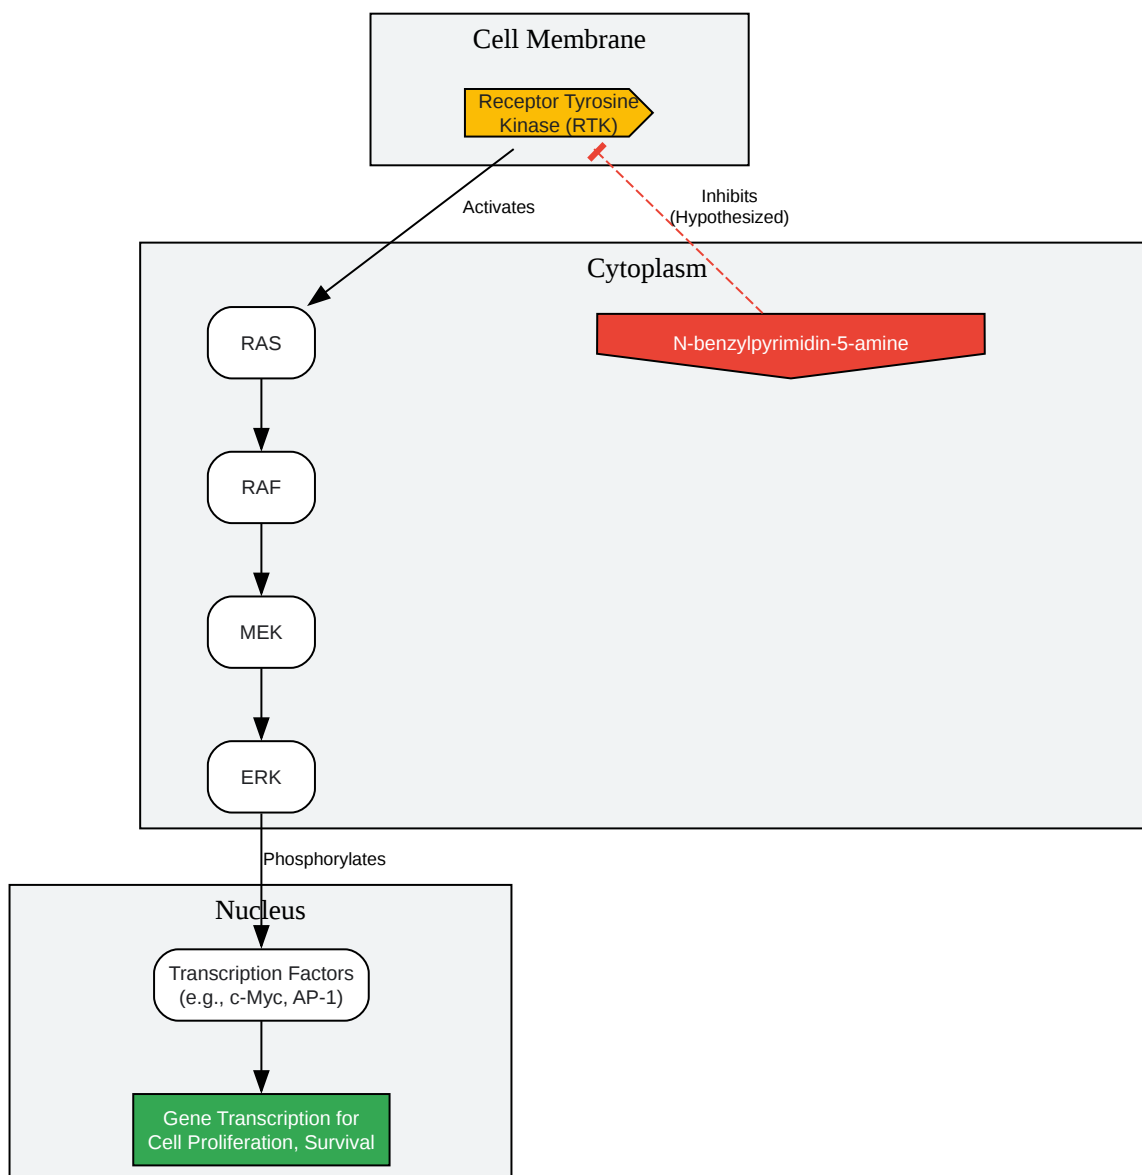 Cell Membrane
Receptor Tyrosine
Kinase (RTK)
Activates
Inhibits
(Hypothesized)
Cytoplasm
RAS
N-benzylpyrimidin-5-amine
RAF
MEK
ERK
Phosphorylates
Nucleus
Transcription Factors
(e.g., c-Myc, AP-1)
Gene Transcription for
Cell Proliferation, Survival